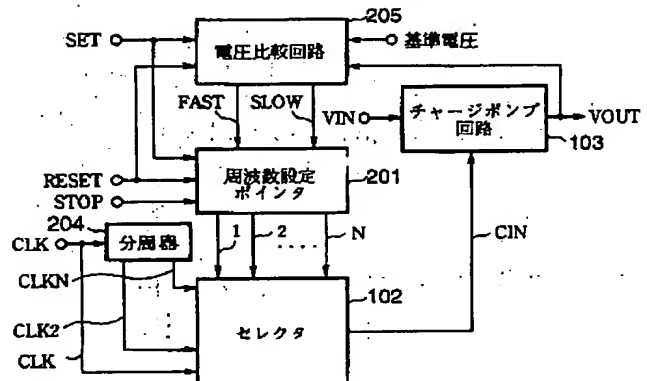 205
SET
電圧比較回路
基準電圧
FAST
SLOW
VIN
チャージポンプ
回路
VOUT
103
RESET
周波数設定
ポインタ
201
STOP
204
CLK
分周器
1
2
....
N
CIN
CLKN
CLK2
CLK
セレクタ
102